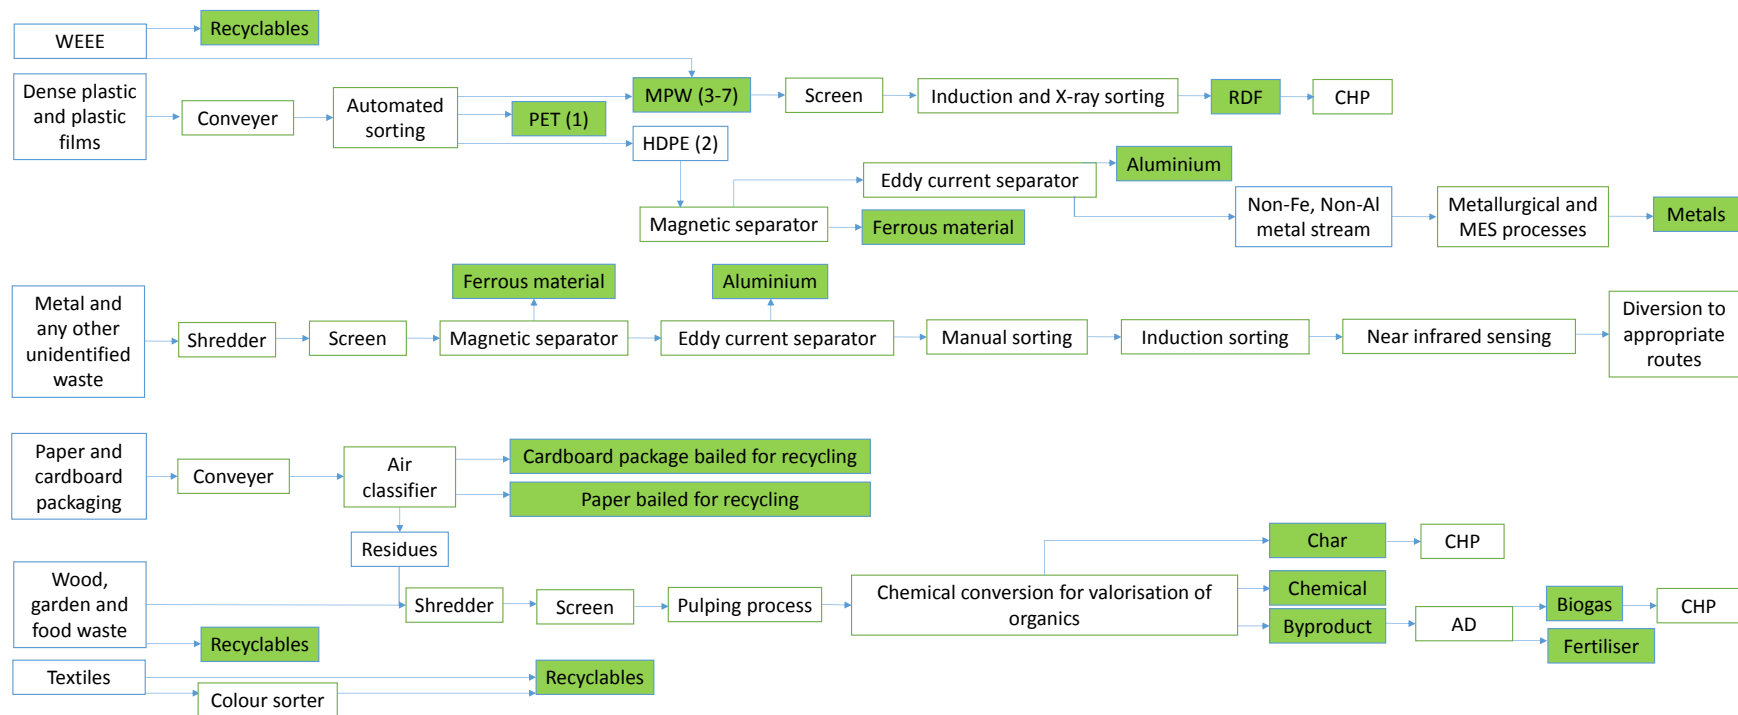 WEEE
Recyclables
Dense plastic
and plastic
films
Conveyer
Automated
sorting
MPW (3-7)
PET (1)
HDPE (2)
Screen
Induction and X-ray sorting
RDF
CHP
Magnetic separator
Eddy current separator
Aluminium
Ferrous material
Non-Fe, Non-Al
metal stream
Metallurgical and
MES processes
Metals
Metal and
any other
unidentified
waste
Shredder
Screen
Magnetic separator
Ferrous material
Eddy current separator
Aluminium
Manual sorting
Induction sorting
Near infrared sensing
Diversion to
appropriate
routes
Paper and
cardboard
packaging
Conveyer
Air
classifier
Cardboard package bailed for recycling
Paper bailed for recycling
Residues
Wood,
garden and
food waste
Recyclables
Shredder
Screen
Pulping process
Chemical conversion for valorisation of
organics
Char
CHP
Chemical
Byproduct
AD
Biogas
CHP
Fertiliser
Textiles
Colour sorter
Recyclables